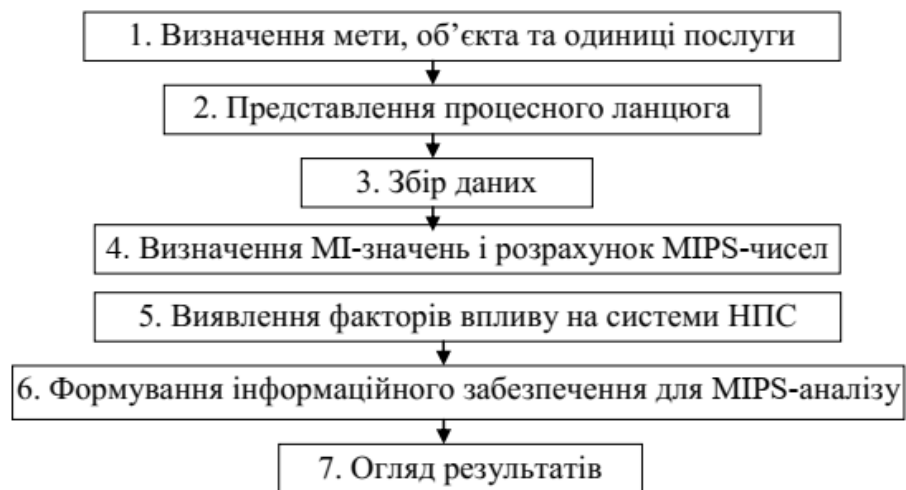 1. Визначення мети, об’єкта та одиниці послуги
2. Представлення процесного ланцюга
3. Збір даних
4. Визначення МІ-значень і розрахунок MIPS-чисел
5. Виявлення факторів впливу на системи НПС
6. Формування інформаційного забезпечення для MIPS-аналізу
7. Огляд результатів